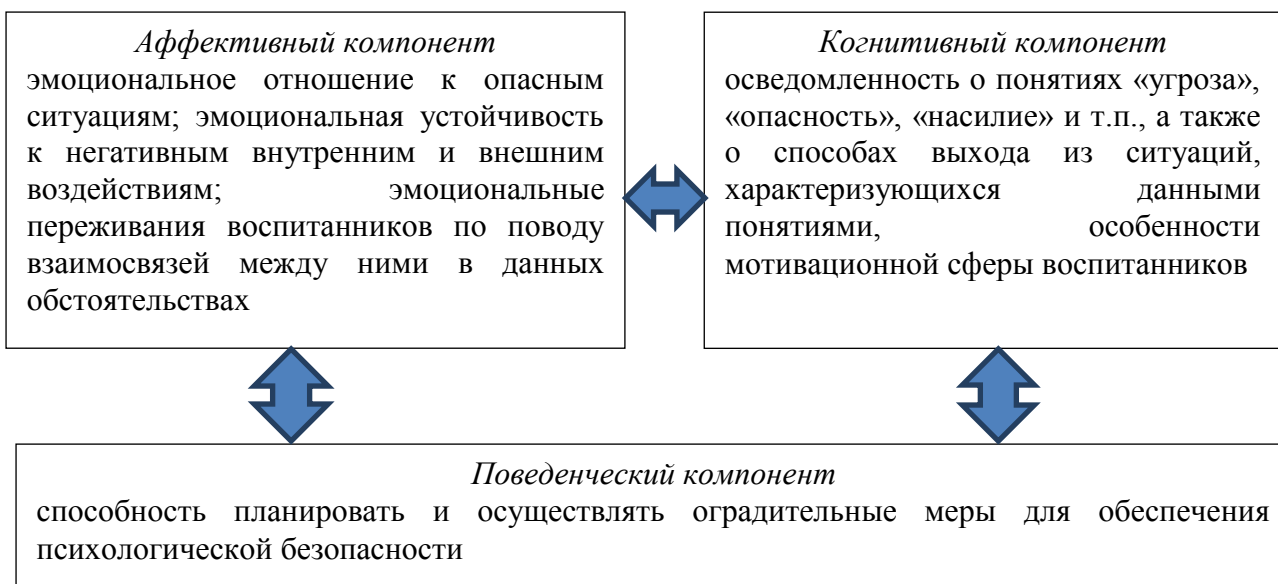 Аффективный компонент
эмоциональное отношение к опасным
ситуациям; эмоциональная устойчивость
к негативным внутренним и внешним
воздействиям; эмоциональные
переживания воспитанников по поводу
взаимосвязей между ними в данных
обстоятельствах
Когнитивный компонент
осведомленность о понятиях «угроза»,
«опасность», «насилие» и т.п., а также
о способах выхода из ситуаций,
характеризующихся данными
понятиями, особенности
мотивационной сферы воспитанников
Поведенческий компонент
способность планировать и осуществлять оградительные меры для обеспечения
психологической безопасности